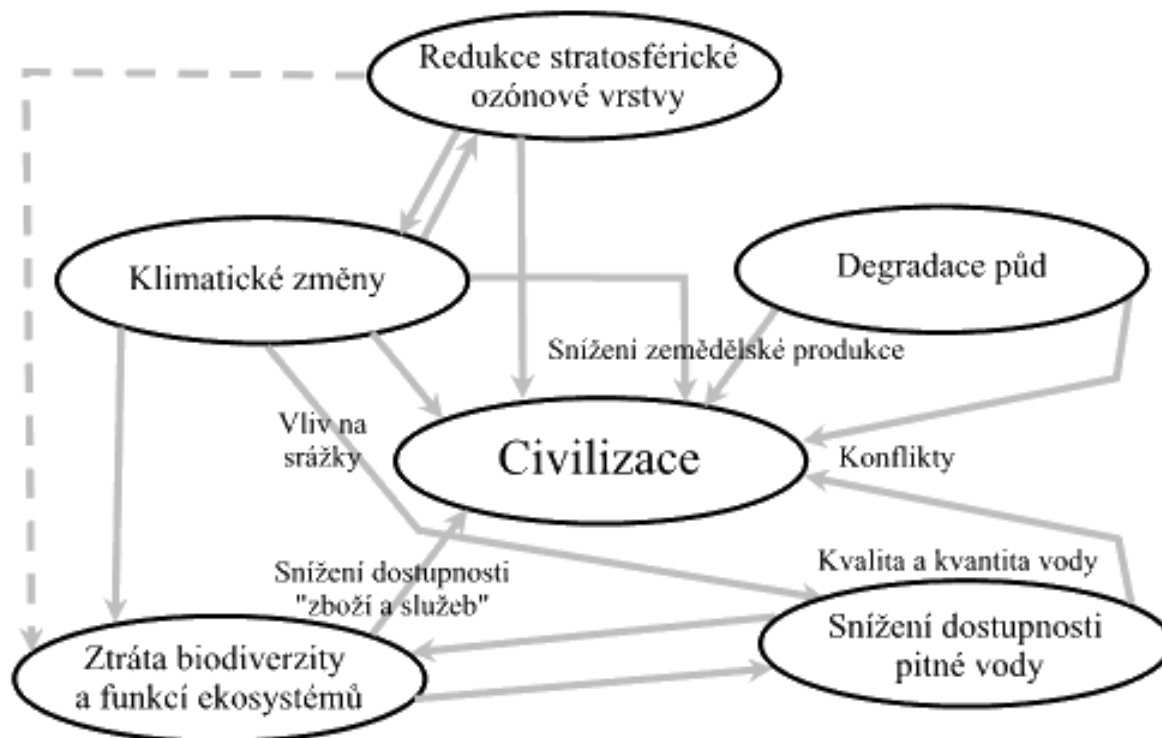 Redukce stratosférické
ozónové vrstvy
Klimatické změny
Degradace půd
Snížení zemědělské produkce
Vliv na
srážky
Civilizace
Konflikty
Snížení dostupnosti
"zboží a služeb"
Kvalita a kvantita vody
Ztráta biodiverzity
a funkcí ekosystémů
Snížení dostupnosti
pitné vody